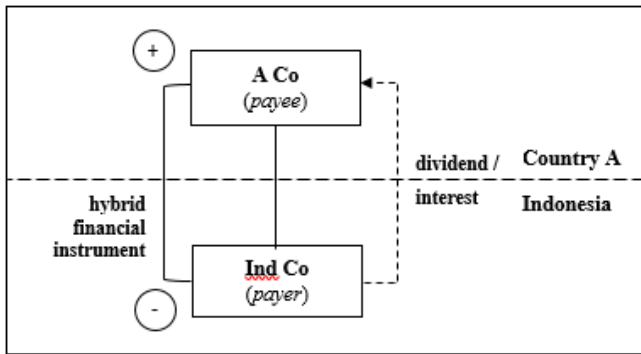 +
A Co
(payee)
dividend /
interest
Country A
Indonesia
hybrid
financial
instrument
Ind Co
(payer)
-